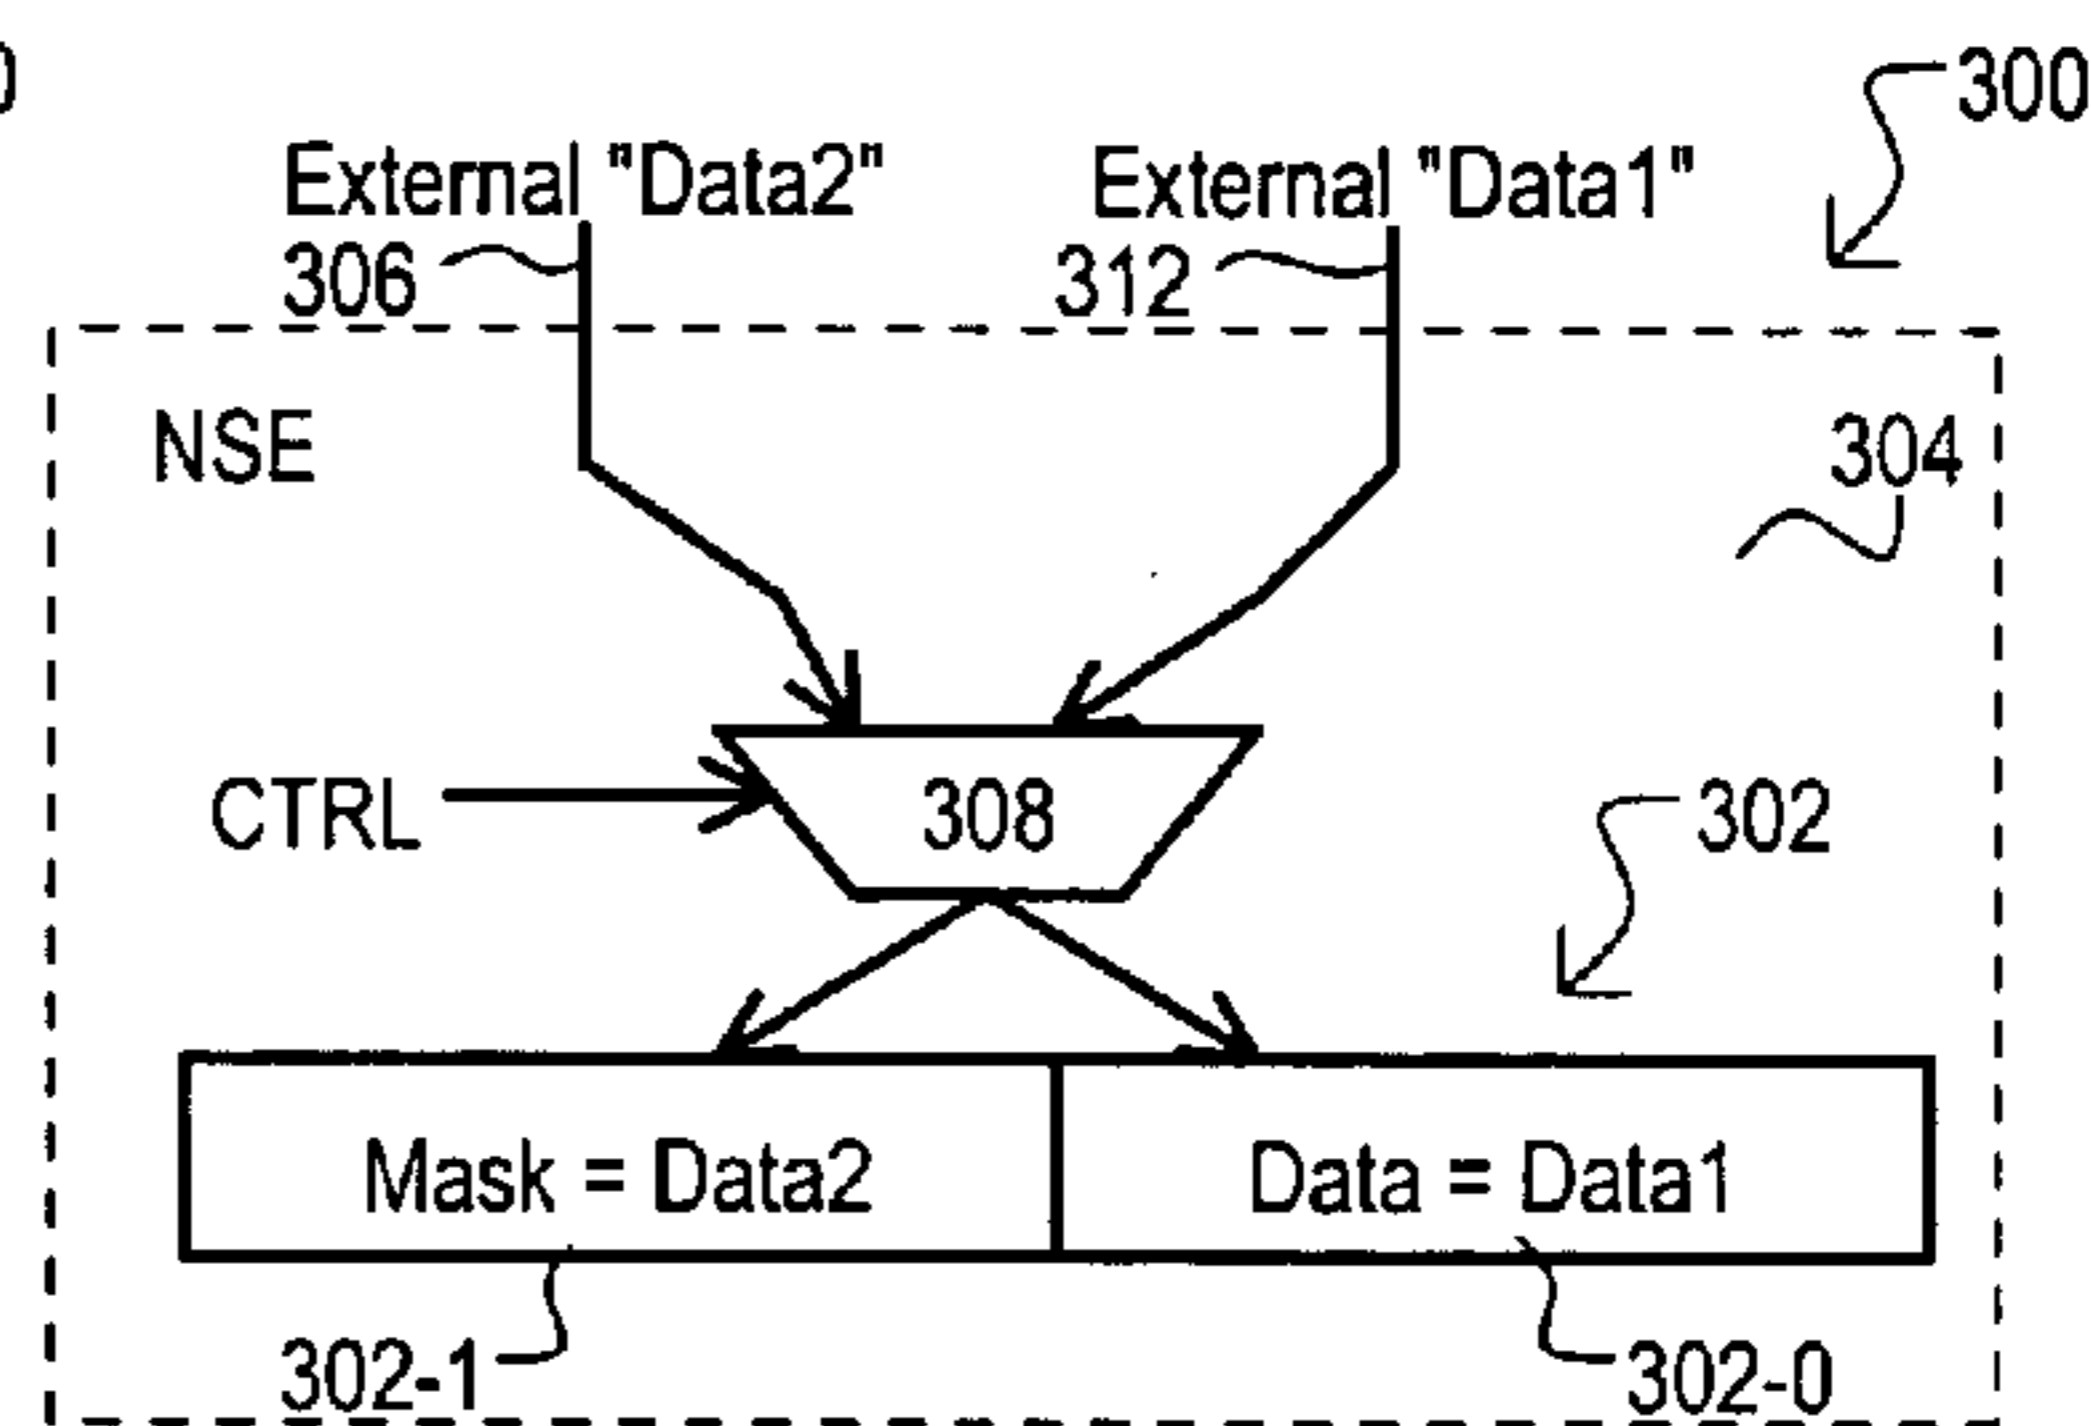 300
External "Data2" External "Data1"
306 312
NSE
304
CTRL 308 302
Mask = Data2 Data = Data1
302-1 302-0